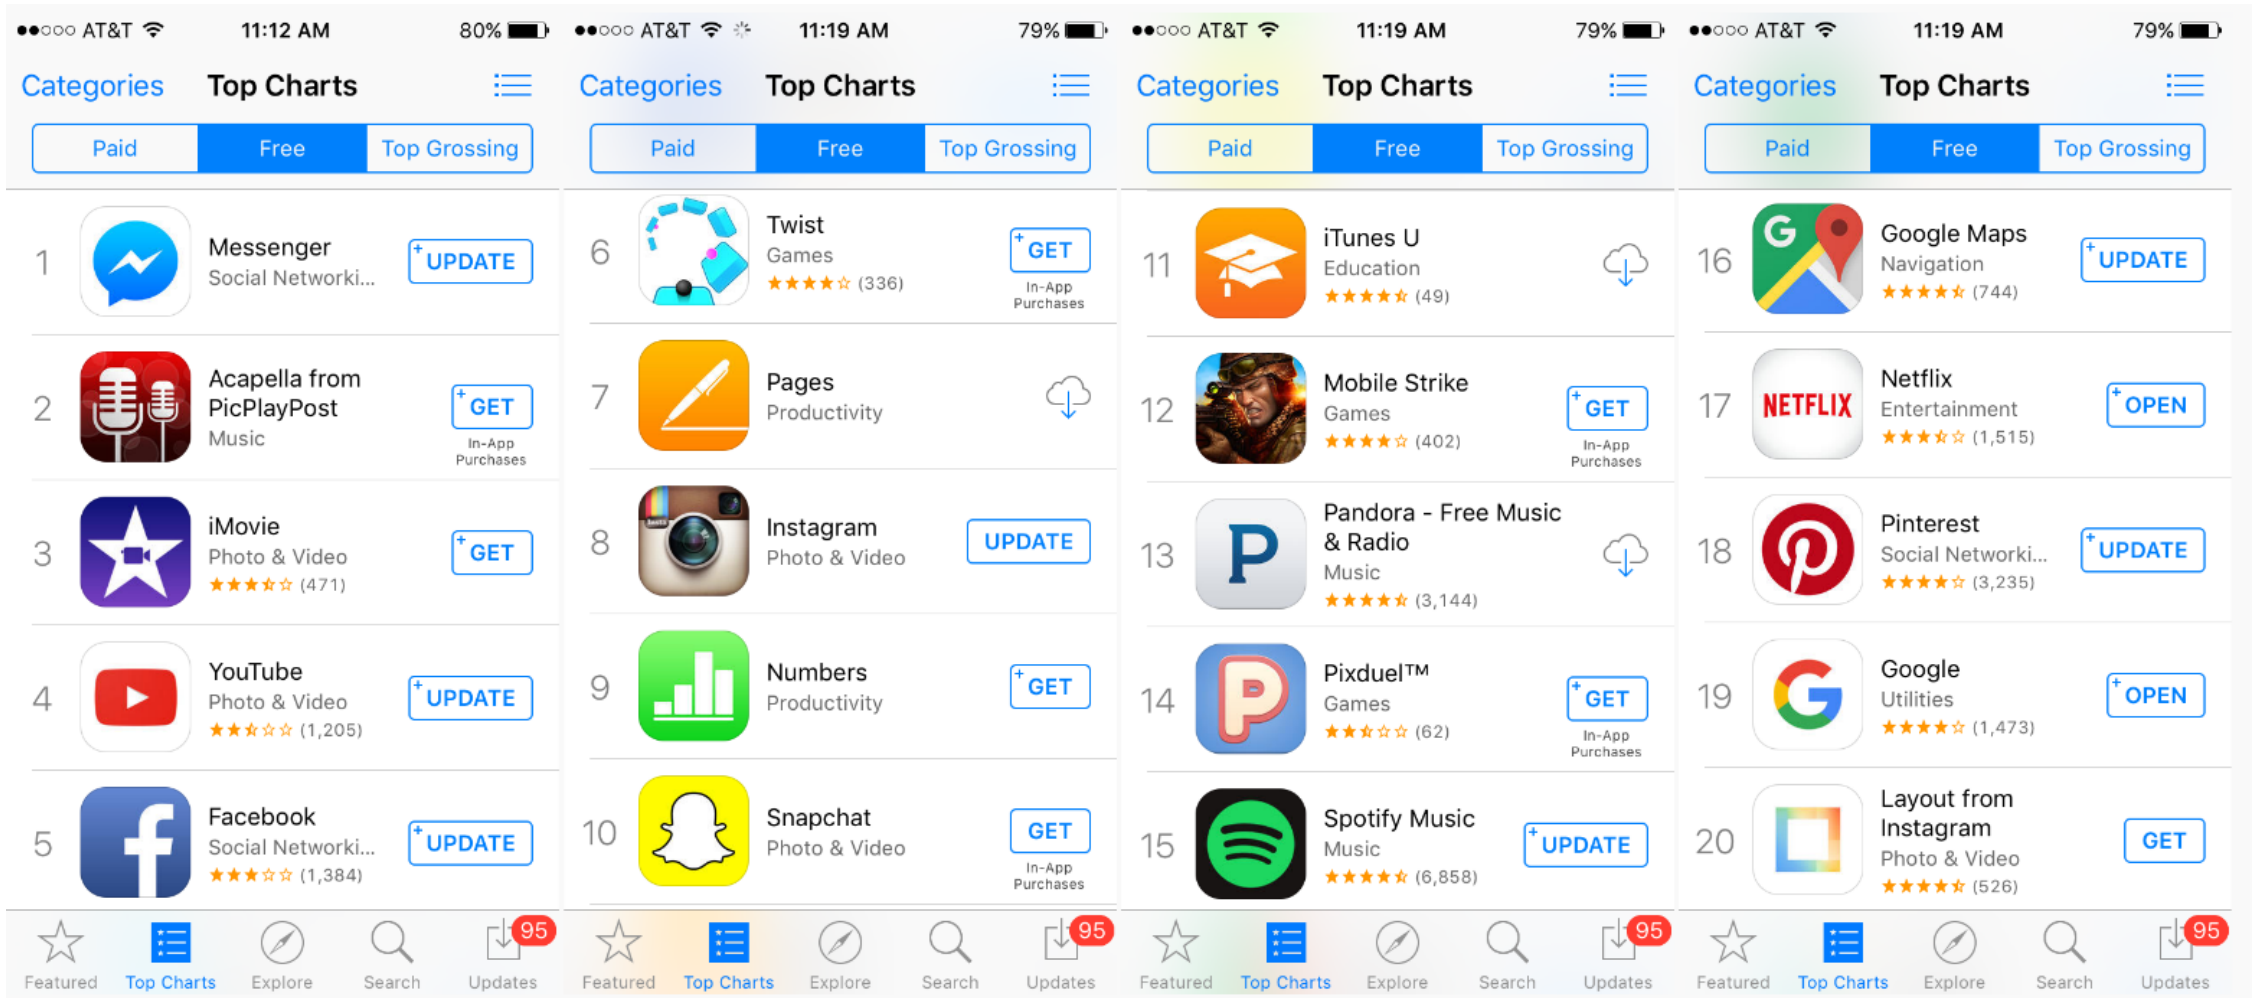 AT&T 11:12 AM 80%
Categories Top Charts
Paid Free Top Grossing
1 Messenger
Social Networki...
+ UPDATE
2 Acapella from
PicPlayPost
Music
+ GET
In-App
Purchases
3 iMovie
Photo & Video
(471)
+ GET
4 YouTube
Photo & Video
(1,205)
+ UPDATE
5 Facebook
Social Networki...
(1,384)
+ UPDATE
Featured Top Charts Explore Search Updates
95
AT&T 11:19 AM 79%
Categories Top Charts
Paid Free Top Grossing
6 Twist
Games
(336)
+ GET
In-App
Purchases
7 Pages
Productivity
8 Instagram
Photo & Video
UPDATE
9 Numbers
Productivity
+ GET
10 Snapchat
Photo & Video
GET
In-App
Purchases
Featured Top Charts Explore Search Updates
95
AT&T 11:19 AM 79%
Categories Top Charts
Paid Free Top Grossing
11 iTunes U
Education
(49)
12 Mobile Strike
Games
(402)
+ GET
In-App
Purchases
P
13 Pandora - Free Music
& Radio
Music
(3,144)
P
14 Pixduel™
Games
(62)
+ GET
In-App
Purchases
15 Spotify Music
Music
(6,858)
+ UPDATE
Featured Top Charts Explore Search Updates
95
AT&T 11:19 AM 79%
Categories Top Charts
Paid Free Top Grossing
G
16 Google Maps
Navigation
(744)
+ UPDATE
NETFLIX
17 Netflix
Entertainment
(1,515)
+ OPEN
18 Pinterest
Social Networki...
(3,235)
+ UPDATE
G
19 Google
Utilities
(1,473)
+ OPEN
20 Layout from
Instagram
Photo & Video
(526)
GET
Featured Top Charts Explore Search Updates
95